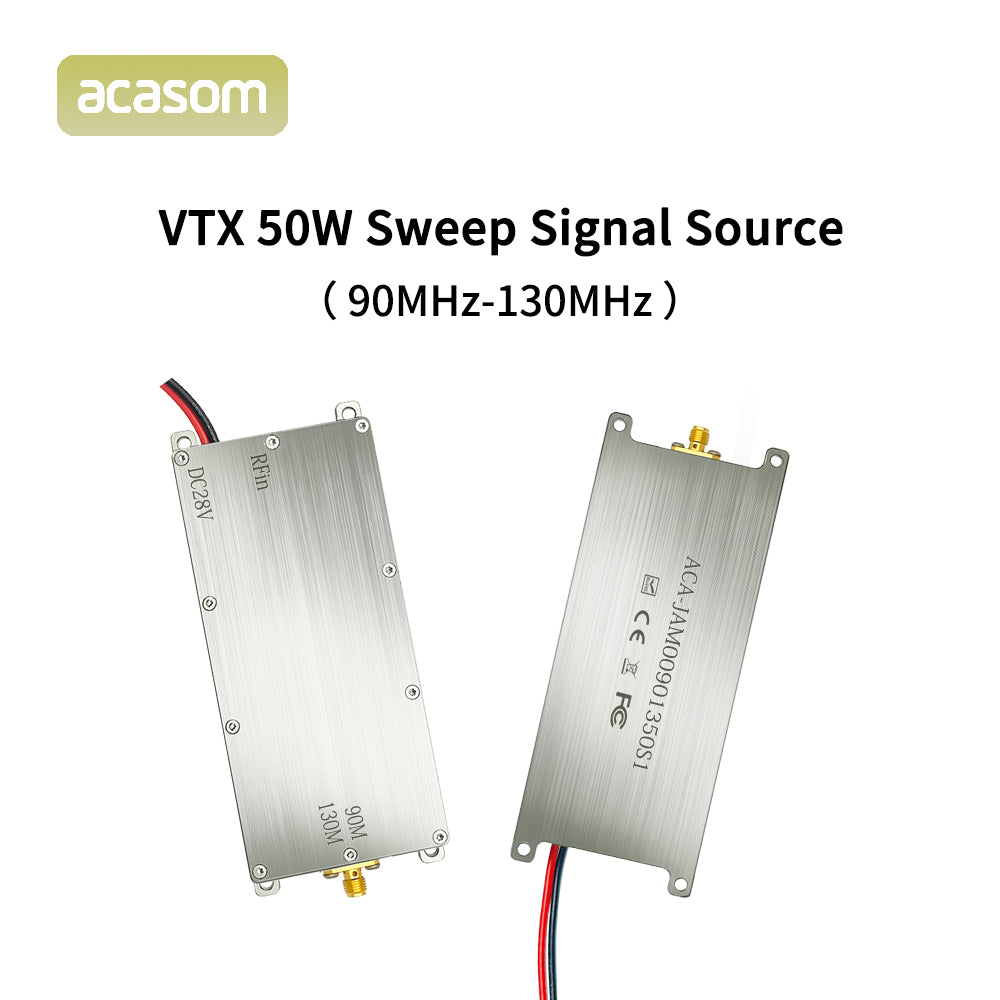 acasom
VTX 50W Sweep Signal Source
（90MHz-130MHz）
RFin
DC28V
90M
130M
ACA-JAM00901350S1
CE
FC